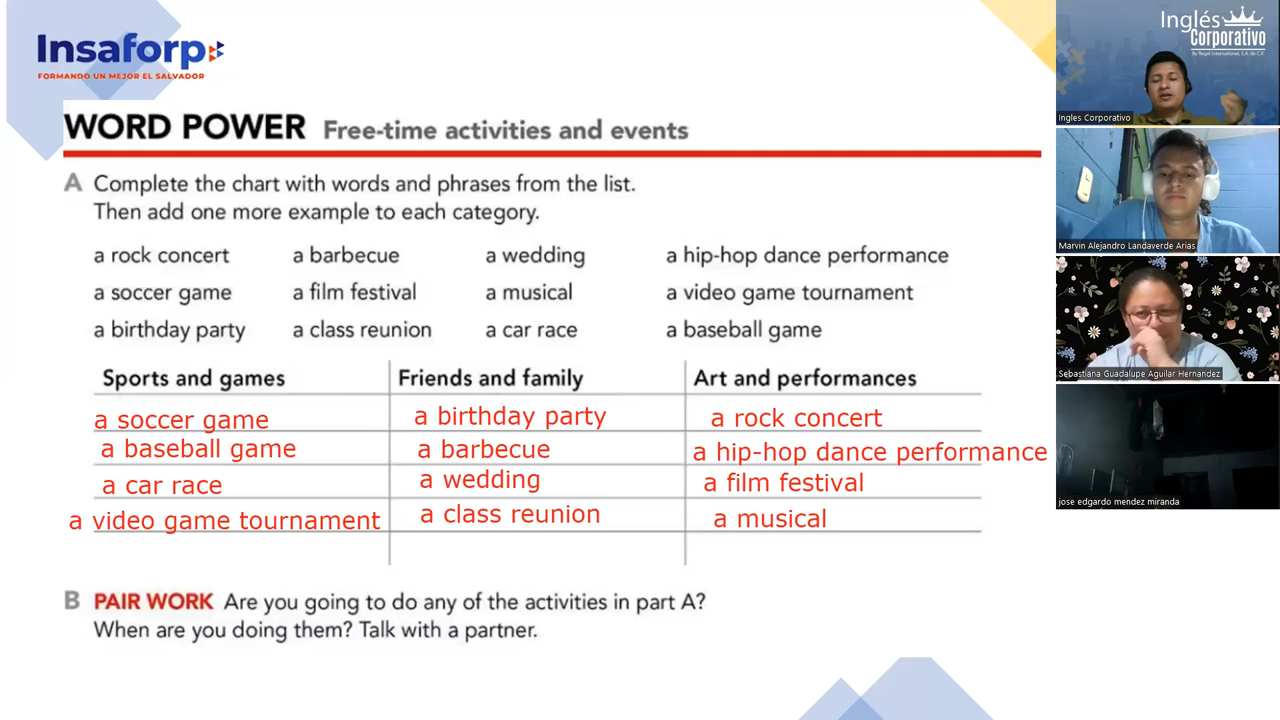 Insaforp
FORMANDO UN MEJOR EL SALVADOR
WORD POWER Free-time activities and events
A Complete the chart with words and phrases from the list.
Then add one more example to each category.
a rock concert a barbecue a wedding a hip-hop dance performance
a soccer game a film festival a musical a video game tournament
a birthday party a class reunion a car race a baseball game
Sports and games Friends and family Art and performances
a soccer game a birthday party a rock concert
a baseball game a barbecue a hip-hop dance performance
a car race a wedding a film festival
a video game tournament a class reunion a musical
B PAIR WORK Are you going to do any of the activities in part A?
When are you doing them? Talk with a partner.
Inglés
Corporativo
By Regal International, S.A. de C.V.
Ingles Corporativo
Marvin Alejandro Landaverde Arias
Sebastiana Guadalupe Aguilar Hernandez
jose edgardo mendez miranda